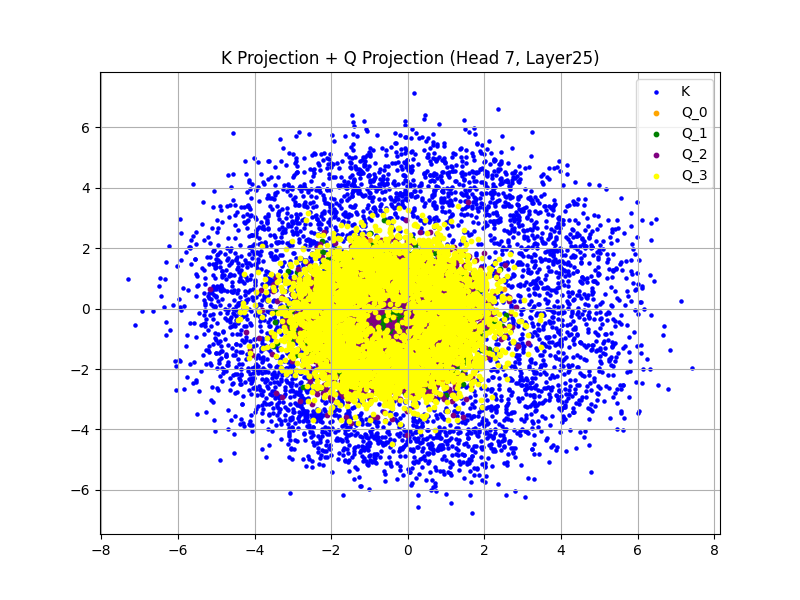 K Projection + Q Projection (Head 7, Layer25)
K
Q_0
Q_1
Q_2
Q_3
6
4
2
0
−2
−4
−6
−8 −6 −4 −2 0 2 4 6 8